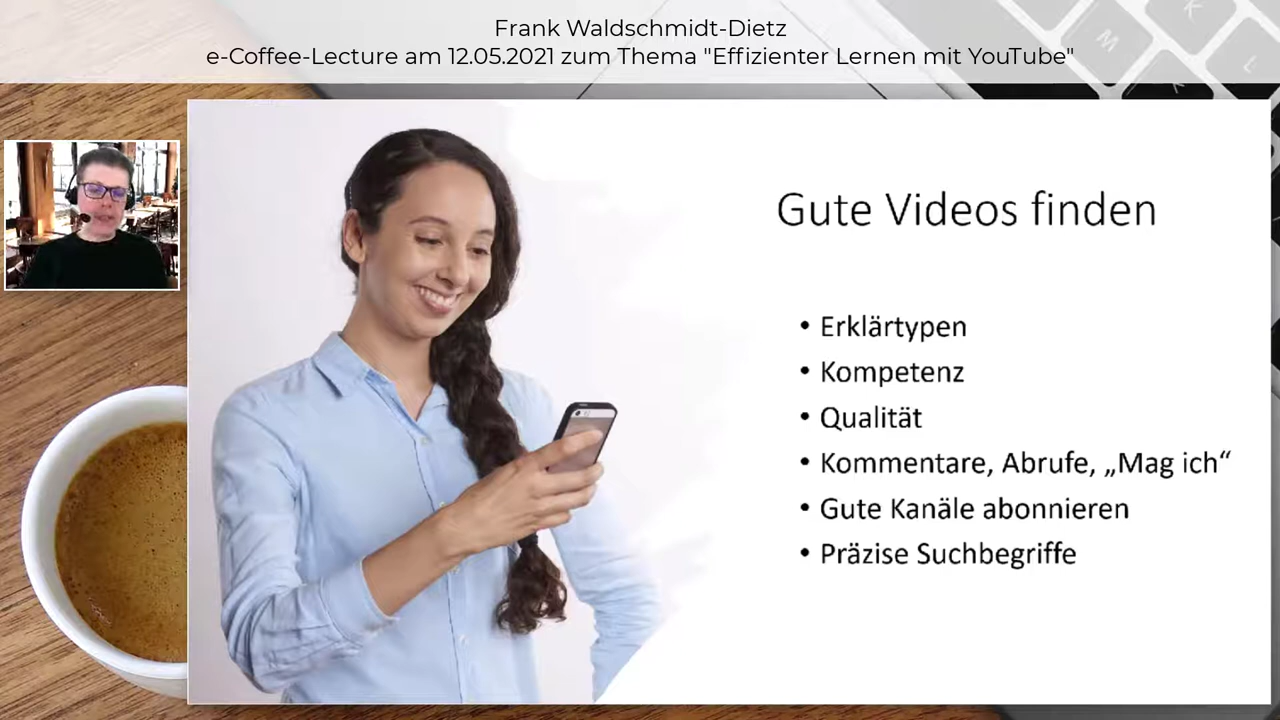 Frank Waldschmidt-Dietz
e-Coffee-Lecture am 12.05.2021 zum Thema "Effizienter Lernen mit YouTube"
Gute Videos finden
• Erklärtypen
• Kompetenz
• Qualität
• Kommentare, Abrufe, „Mag ich“
• Gute Kanäle abonnieren
• Präzise Suchbegriffe